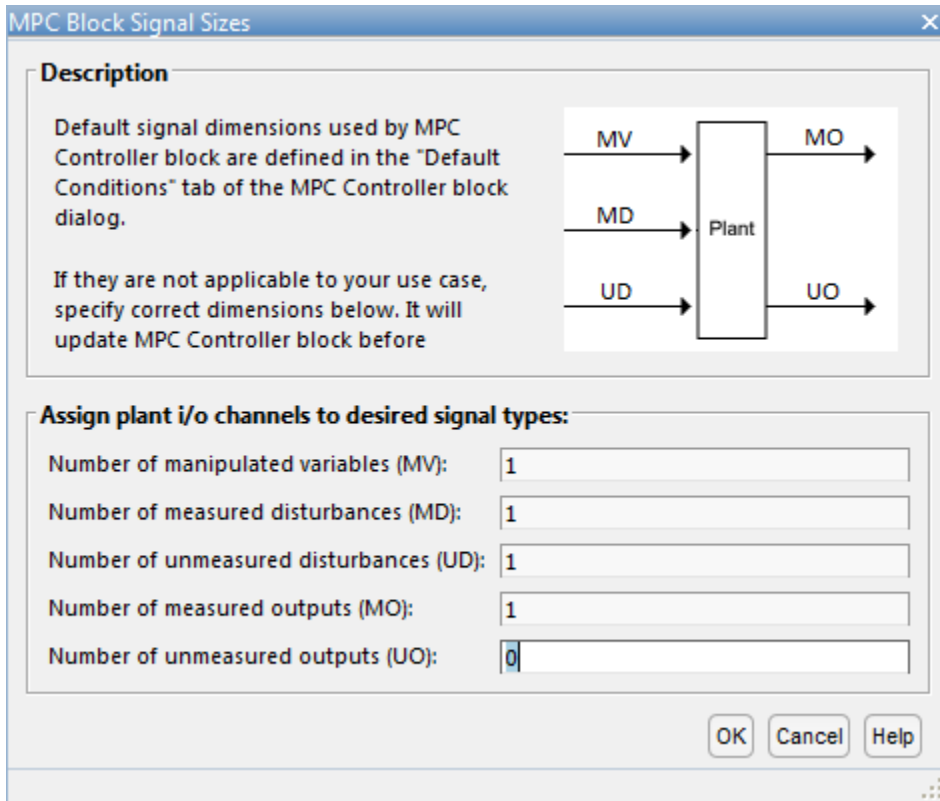 MPC Block Signal Sizes
Description
Default signal dimensions used by MPC
Controller block are defined in the "Default
Conditions" tab of the MPC Controller block
dialog.
If they are not applicable to your use case,
specify correct dimensions below. It will
update MPC Controller block before
MV
MO
MD
Plant
UD
UO
Assign plant i/o channels to desired signal types:
Number of manipulated variables (MV): 1
Number of measured disturbances (MD): 1
Number of unmeasured disturbances (UD): 1
Number of measured outputs (MO): 1
Number of unmeasured outputs (UO): 0
OK Cancel Help